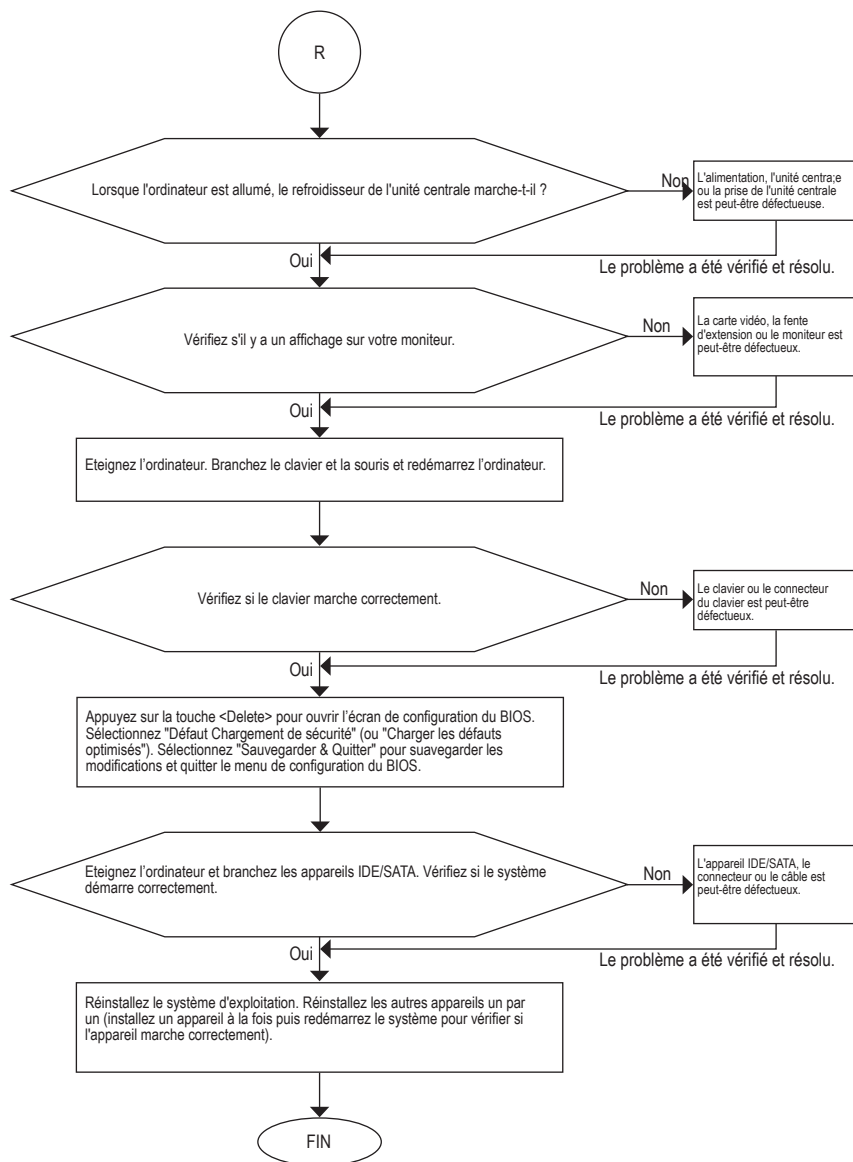 R
Lorsque l'ordinateur est allumé, le refroidisseur de l'unité centrale marche-t-il ?
Non
L'alimentation, l'unité centra;e
ou la prise de l'unité centrale
est peut-être défectueuse.
Oui
Le problème a été vérifié et résolu.
Vérifiez s'il y a un affichage sur votre moniteur.
Non
La carte vidéo, la fente
d'extension ou le moniteur est
peut-être défectueux.
Oui
Le problème a été vérifié et résolu.
Eteignez l’ordinateur. Branchez le clavier et la souris et redémarrez l’ordinateur.
Vérifiez si le clavier marche correctement.
Non
Le clavier ou le connecteur
du clavier est peut-être
défectueux.
Oui
Le problème a été vérifié et résolu.
Appuyez sur la touche <Delete> pour ouvrir l’écran de configuration du BIOS.
Sélectionnez "Défaut Chargement de sécurité" (ou "Charger les défauts
optimisés"). Sélectionnez "Sauvegarder & Quitter" pour suavegarder les
modifications et quitter le menu de configuration du BIOS.
Eteignez l’ordinateur et branchez les appareils IDE/SATA. Vérifiez si le système
démarre correctement.
Non
L'appareil IDE/SATA, le
connecteur ou le câble est
peut-être défectueux.
Oui
Le problème a été vérifié et résolu.
Réinstallez le système d'exploitation. Réinstallez les autres appareils un par
un (installez un appareil à la fois puis redémarrez le système pour vérifier si
l'appareil marche correctement).
FIN